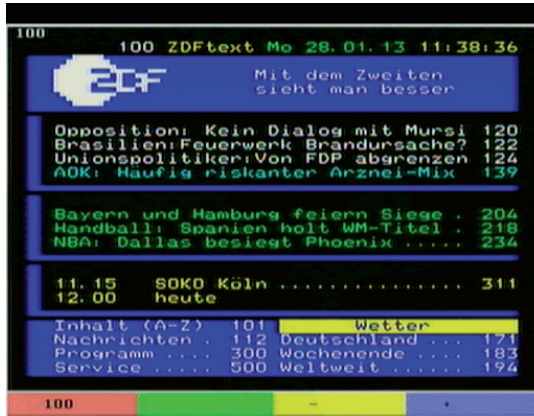 100
100 ZDFtext Mo 28.01.13 11:38:36
ZDF
Mit dem Zweiten
sieht man besser
Opposition: Kein Dialog mit Mursi 120
Brasilien:Feuerwerk Brandursache? 122
Unionspolitiker:Von FDP abgrenzen 124
AOK: Häufig riskanter Arznei-Mix 139
Bayern und Hamburg feiern Siege . 204
Handball: Spanien holt WM-Titel . 218
NBA: Dallas besiegt Phoenix ..... 234
11.15 SOKO Köln ............... 311
12.00 heute
Inhalt (A-Z) 101 Wetter
Nachrichten . 112 Deutschland .... 171
Programm .... 300 Wochenende ..... 183
Service ..... 500 Weltweit ....... 194
100 - +